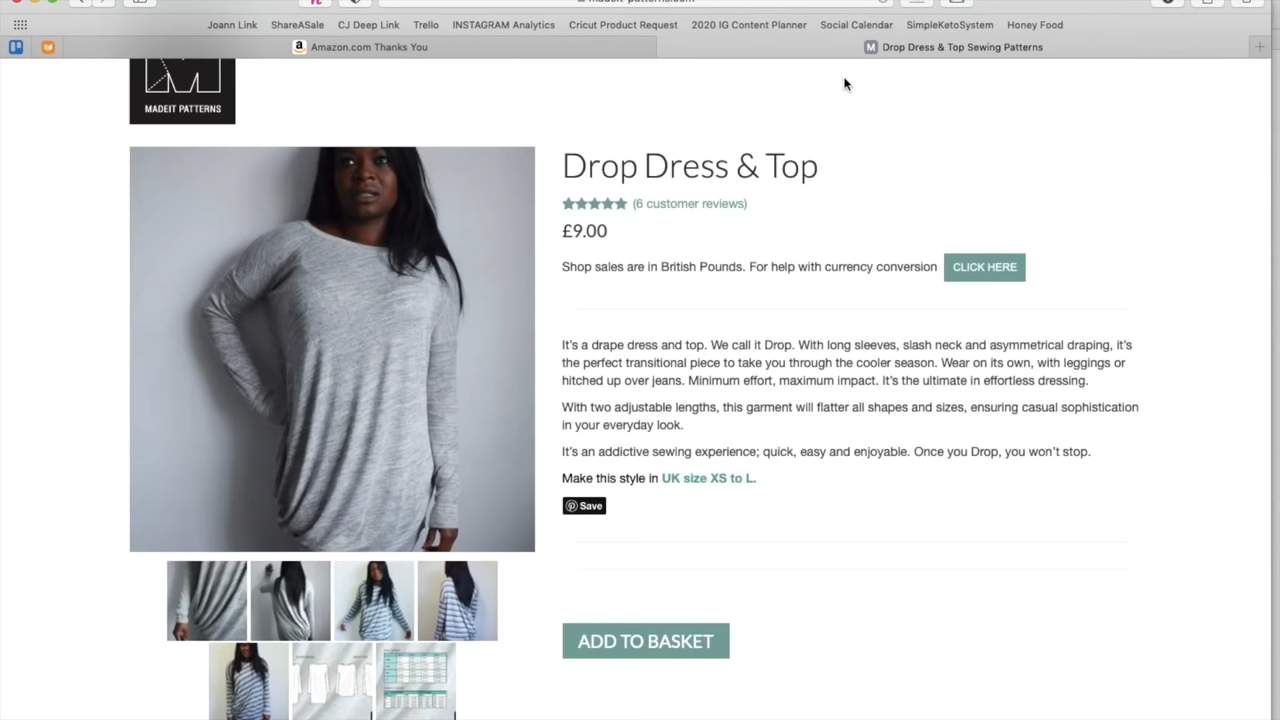 Joann Link ShareASale CJ Deep Link Trello INSTAGRAM Analytics Cricut Product Request 2020 IG Content Planner Social Calendar SimpleKetoSystem Honey Food
a Amazon.com Thanks You M Drop Dress & Top Sewing Patterns
MADEIT PATTERNS
Drop Dress & Top
(6 customer reviews)
£9.00
Shop sales are in British Pounds. For help with currency conversion CLICK HERE
It's a drape dress and top. We call it Drop. With long sleeves, slash neck and asymmetrical draping, it's
the perfect transitional piece to take you through the cooler season. Wear on its own, with leggings or
hitched up over jeans. Minimum effort, maximum impact. It's the ultimate in effortless dressing.
With two adjustable lengths, this garment will flatter all shapes and sizes, ensuring casual sophistication
in your everyday look.
It's an addictive sewing experience; quick, easy and enjoyable. Once you Drop, you won't stop.
Make this style in UK size XS to L.
Save
ADD TO BASKET